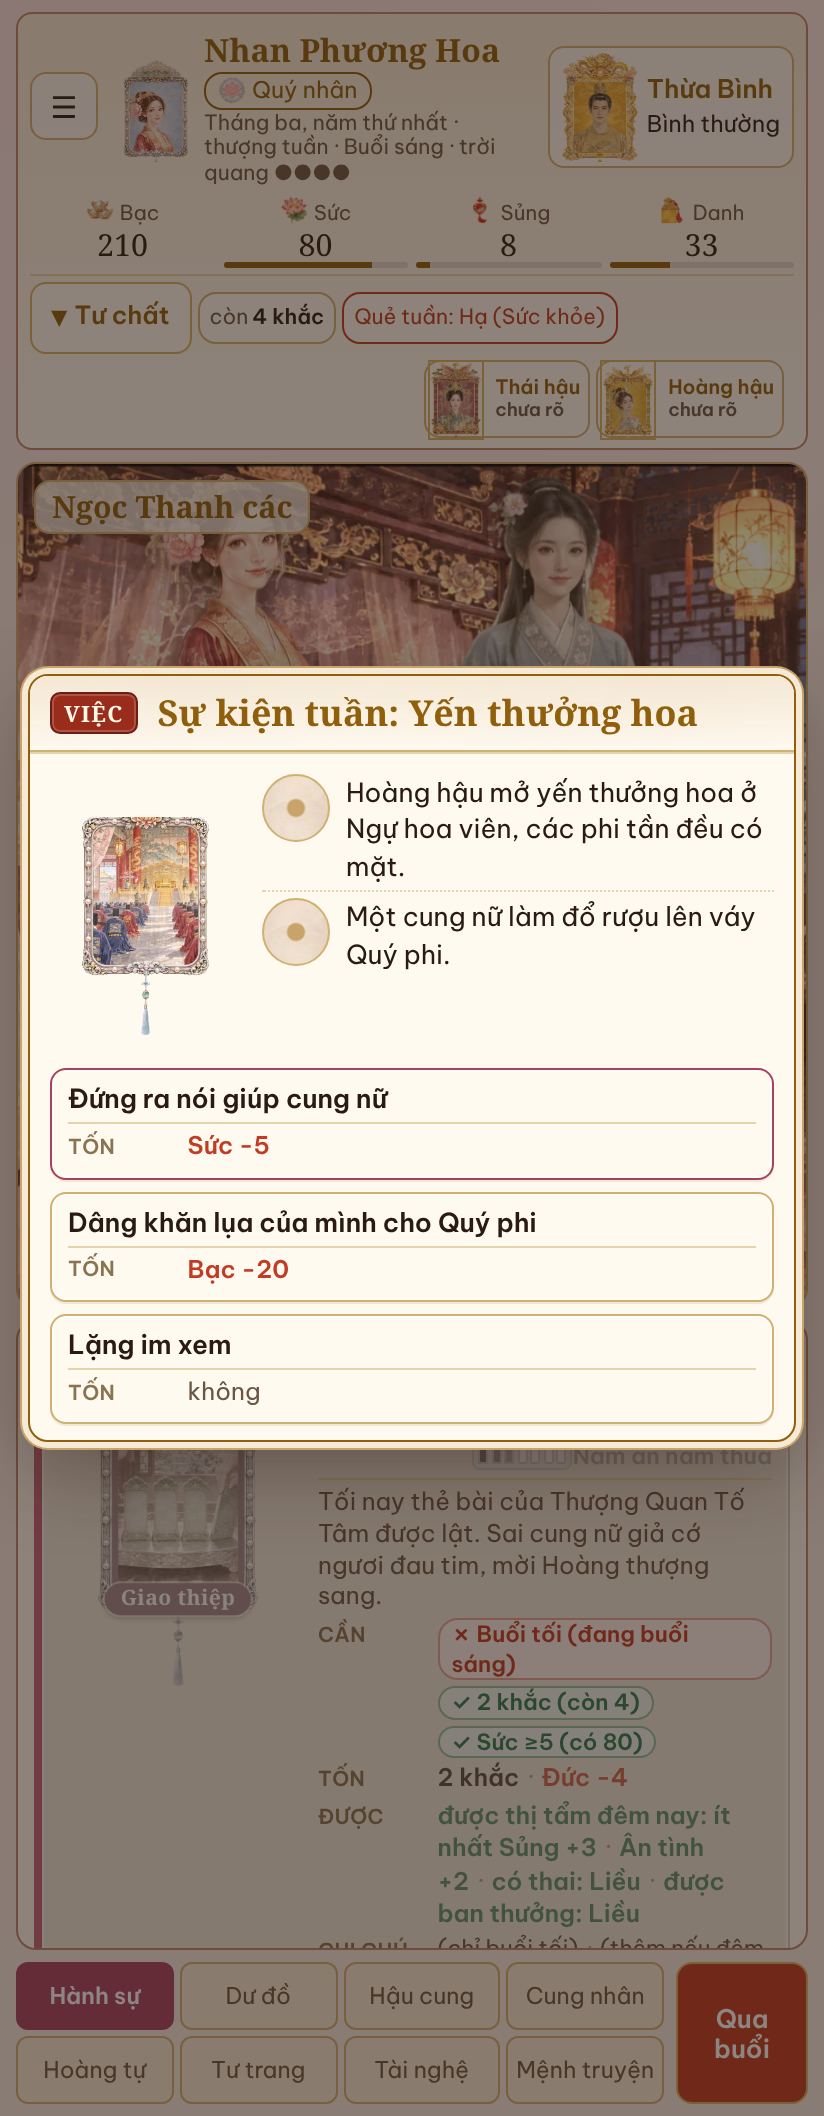 Nhan Phương Hoa
Quý nhân
Tháng ba, năm thứ nhất ·
thượng tuần · Buổi sáng · trời
quang ●●●●
Thừa Bình
Bình thường
Bạc
210
Sức
80
Sủng
8
Danh
33
▼ Tư chất
còn 4 khắc
Quẻ tuần: Hạ (Sức khỏe)
Thái hậu
chưa rõ
Hoàng hậu
chưa rõ
Ngọc Thanh các
VIỆC
Sự kiện tuần: Yến thưởng hoa
Hoàng hậu mở yến thưởng hoa ở
Ngự hoa viên, các phi tần đều có
mặt.
Một cung nữ làm đổ rượu lên váy
Quý phi.
Đứng ra nói giúp cung nữ
TỐN Sức -5
Dâng khăn lụa của mình cho Quý phi
TỐN Bạc -20
Lặng im xem
TỐN không
Năm ăn năm thua
Tối nay thẻ bài của Thượng Quan Tố
Tâm được lật. Sai cung nữ giả cớ
ngươi đau tim, mời Hoàng thượng
sang.
Giao thiệp
CẦN
× Buổi tối (đang buổi
sáng)
✓ 2 khắc (còn 4)
✓ Sức ≥5 (có 80)
TỐN 2 khắc · Đức -4
ĐƯỢC được thị tẩm đêm nay: ít
nhất Sủng +3 · Ân tình
+2 · có thai: Liều · được
ban thưởng: Liều
GHI CHÚ (chỉ buổi tối) · (thêm nếu đêm
Hành sự
Dư đồ
Hậu cung
Cung nhân
Qua
buổi
Hoàng tự
Tư trang
Tài nghệ
Mệnh truyện